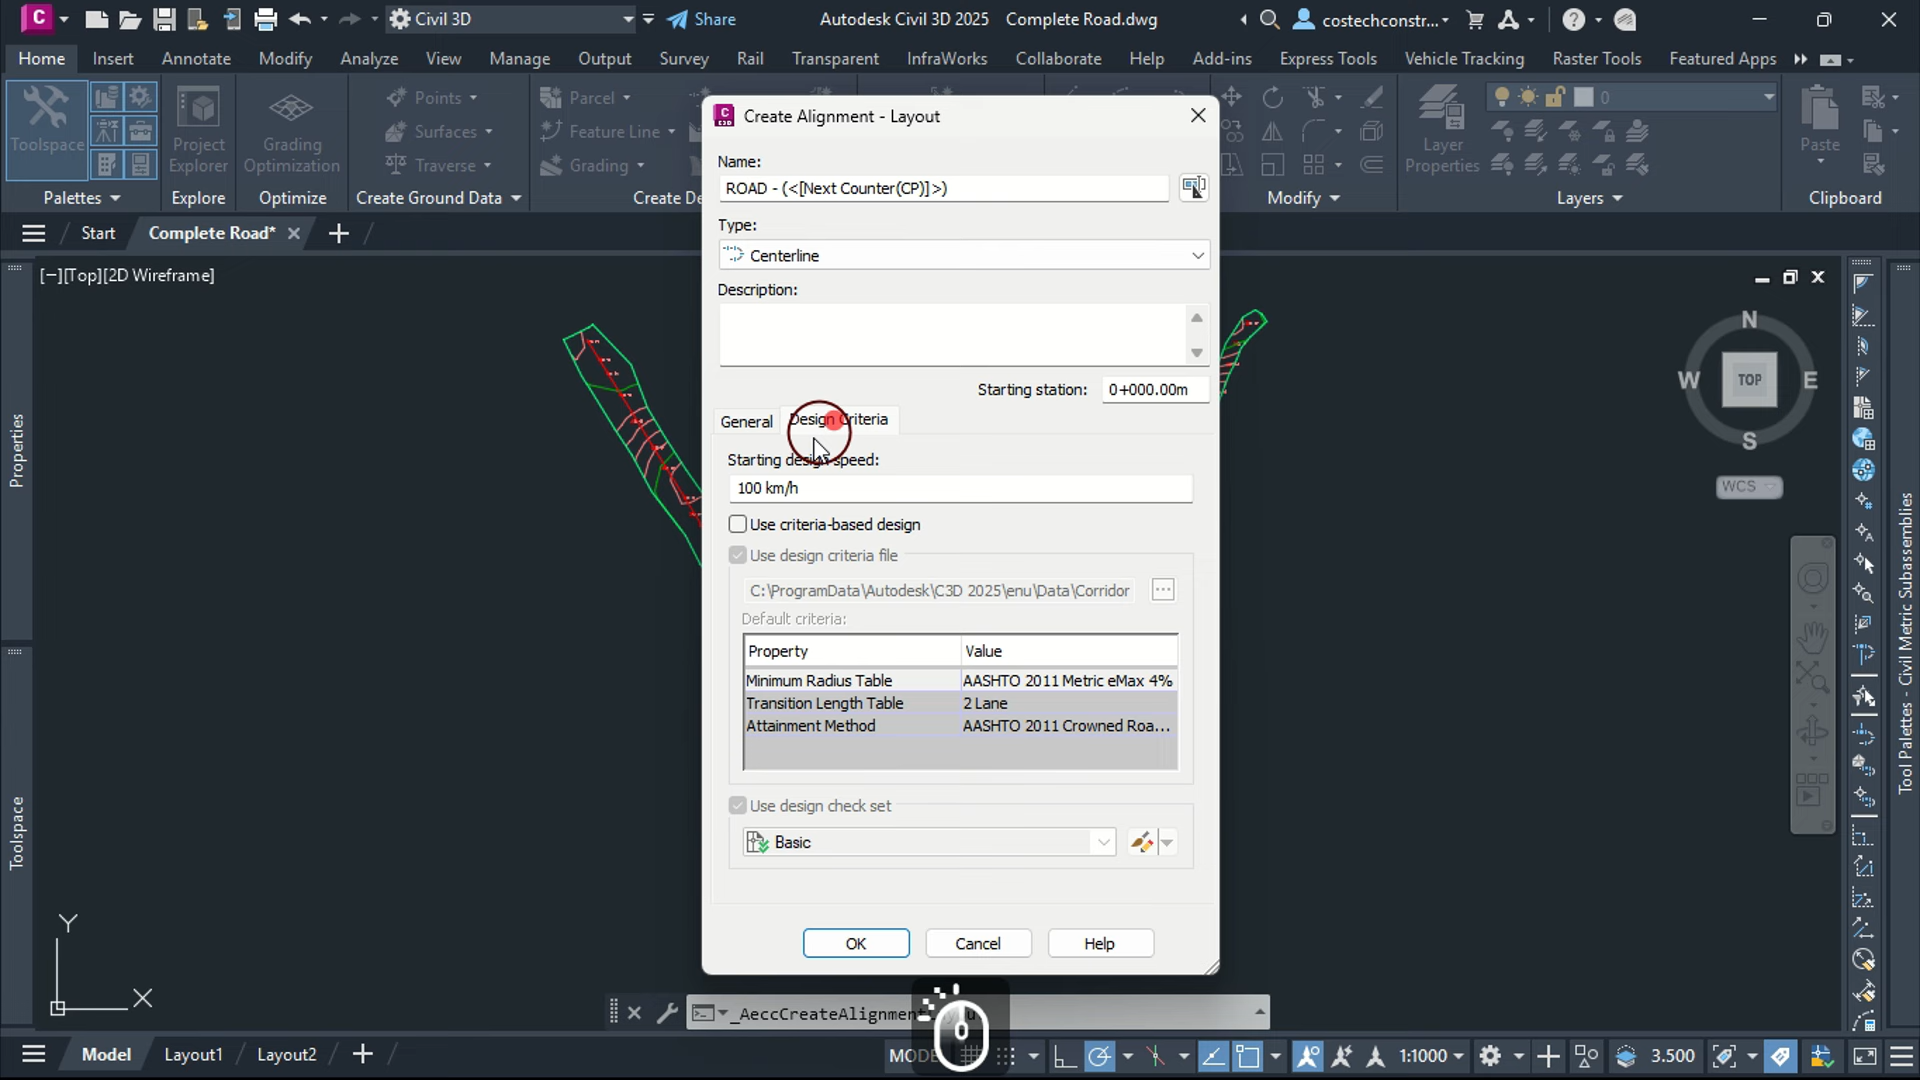 Civil 3D
Share
Autodesk Civil 3D 2025 Complete Road.dwg
costechconstr...
Home Insert Annotate Modify Analyze View Manage Output Survey Rail Transparent InfraWorks Collaborate Help Add-ins Express Tools Vehicle Tracking Raster Tools Featured Apps
Toolspace
Project Explorer
Grading Optimization
Points
Surfaces
Traverse
Parcel
Feature Line
Grading
Layer Properties
0
Paste
Palettes
Explore
Optimize
Create Ground Data
Create De
Modify
Layers
Clipboard
Start
Complete Road*
[−][Top][2D Wireframe]
Properties
Toolspace
Create Alignment - Layout
Name:
ROAD - (<[Next Counter(CP)]>)
Type:
Centerline
Description:
Starting station: 0+000.00m
General
Design Criteria
Starting design speed:
100 km/h
Use criteria-based design
Use design criteria file
C:\ProgramData\Autodesk\C3D 2025\enu\Data\Corridor
Default criteria:
Property Value
Minimum Radius Table AASHTO 2011 Metric eMax 4%
Transition Length Table 2 Lane
Attainment Method AASHTO 2011 Crowned Roa...
Use design check set
Basic
OK
Cancel
Help
N
W
TOP
E
S
WCS
Tool Palettes - Civil Metric Subassemblies
Y
X
_AeccCreateAlignment
Model
Layout1
Layout2
MODE
1:1000
3.500